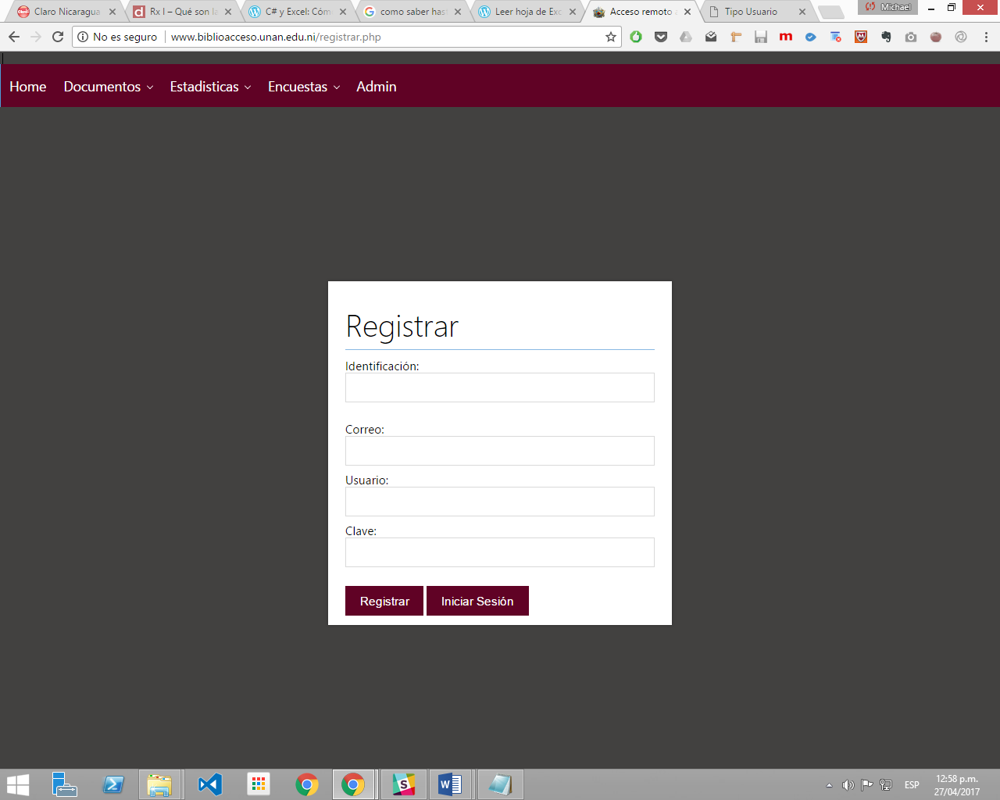 Claro Nicaragua
Rx I – Qué son la
C# y Excel: Cóm
como saber hast
Leer hoja de Exc
Acceso remoto a
Tipo Usuario
Michael
No es seguro
www.biblioacceso.unan.edu.ni/registrar.php
Home
Documentos
Estadisticas
Encuestas
Admin
Registrar
Identificación:
Correo:
Usuario:
Clave:
Registrar
Iniciar Sesión
ESP
12:58 p.m.
27/04/2017